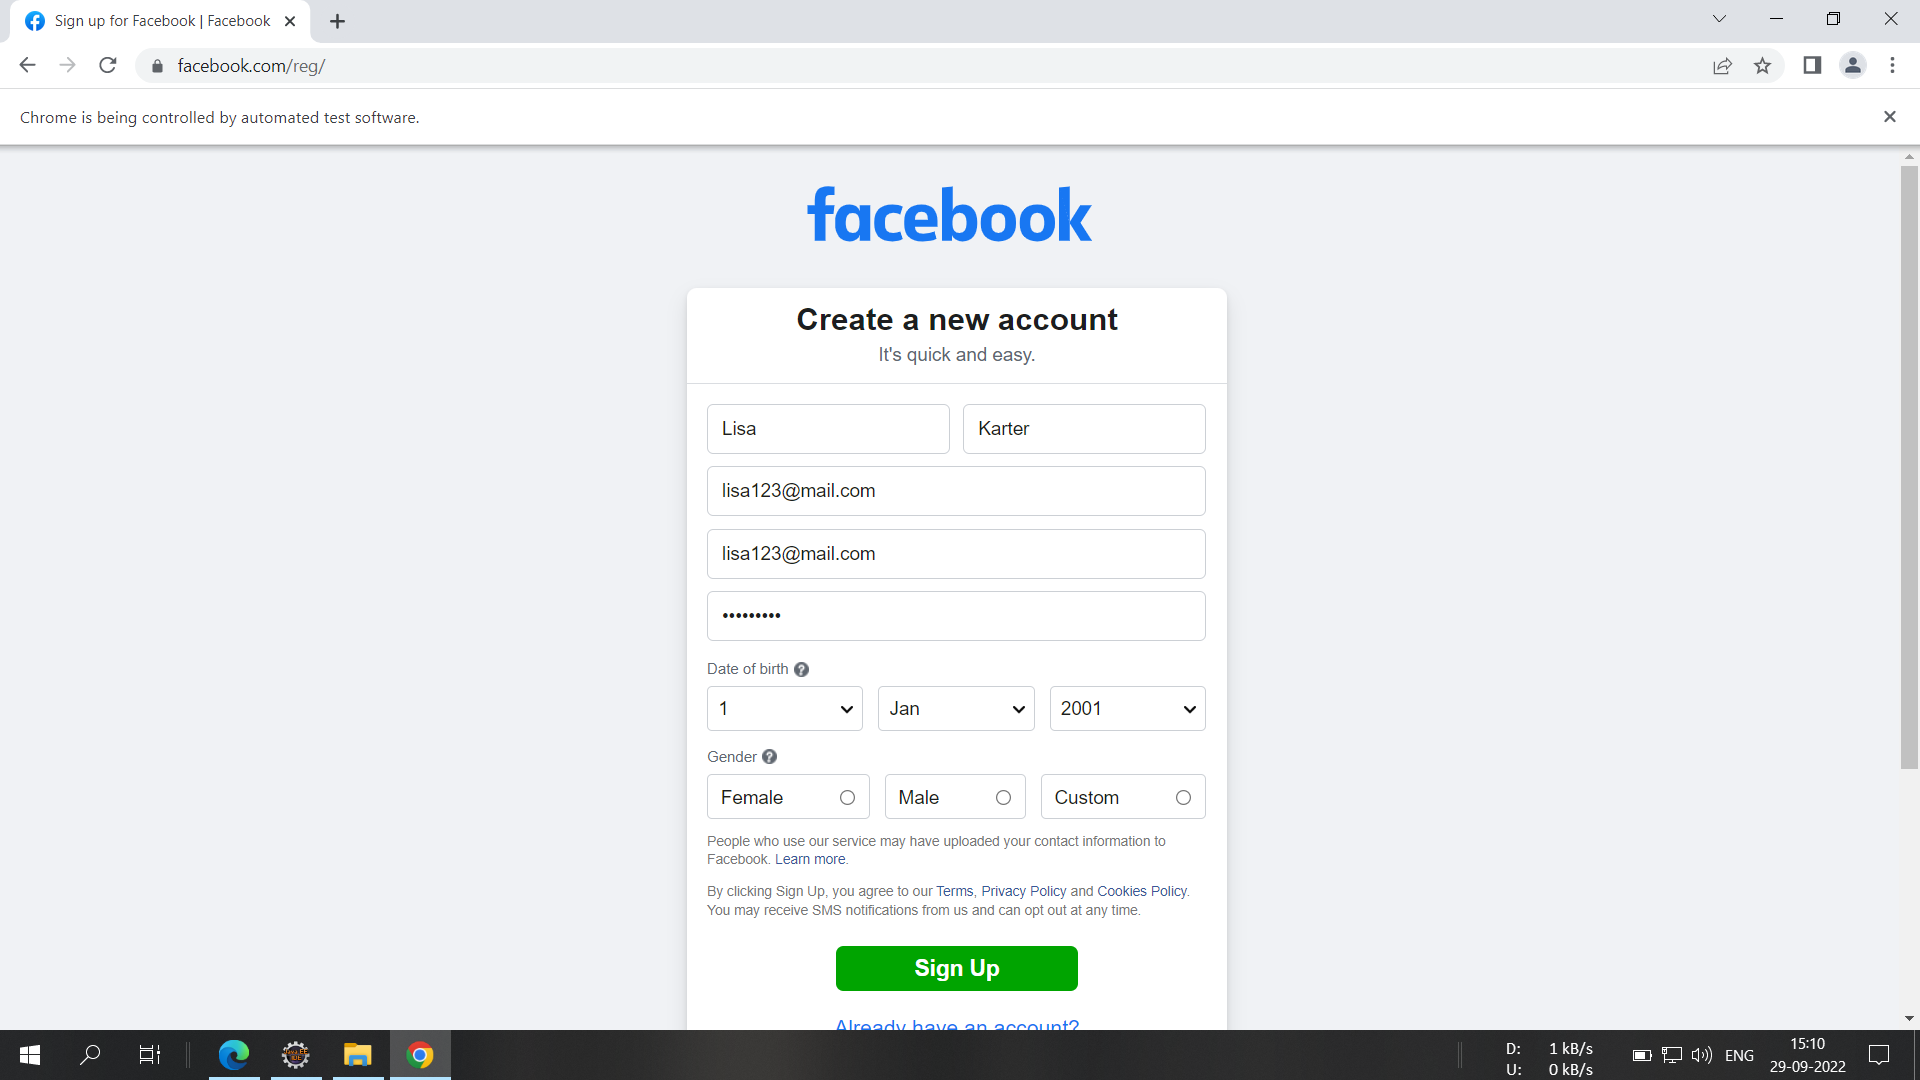 Sign up for Facebook | Facebook
facebook.com/reg/
Chrome is being controlled by automated test software.
facebook
Create a new account
It's quick and easy.
Lisa Karter
lisa123@mail.com
lisa123@mail.com
•••••••••
Date of birth ?
1 Jan 2001
Gender ?
Female Male Custom
People who use our service may have uploaded your contact information to
Facebook. Learn more.
By clicking Sign Up, you agree to our Terms, Privacy Policy and Cookies Policy.
You may receive SMS notifications from us and can opt out at any time.
Sign Up
Already have an account?
D: 1 kB/s
U: 0 kB/s
ENG
15:10
29-09-2022